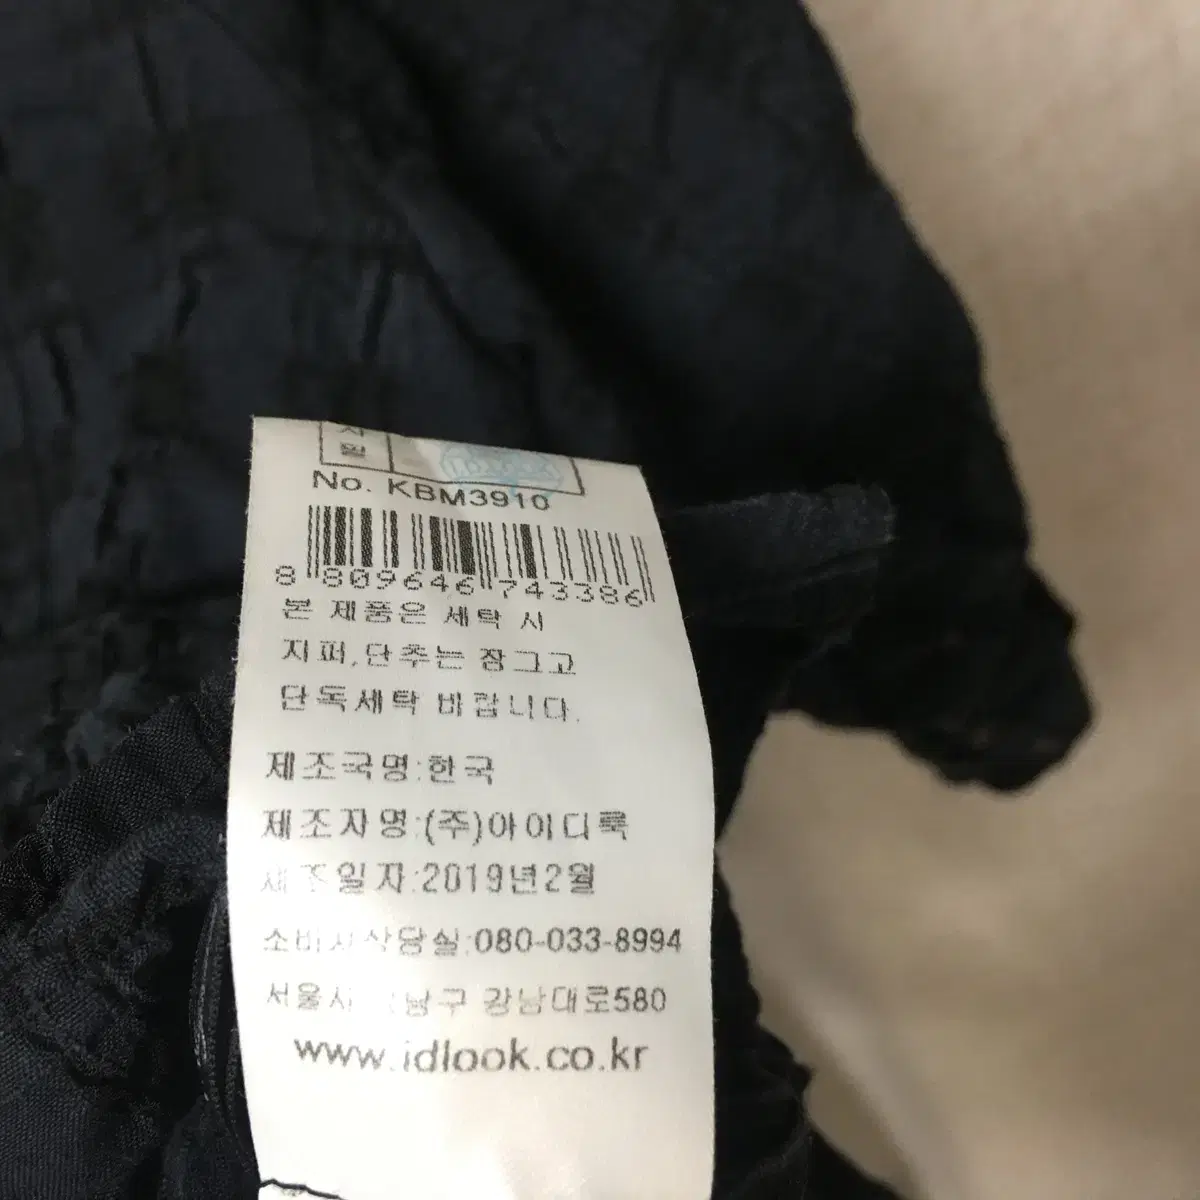 필
I.D.LOOK
No. KBM3910
8 809646 743386
본 제품은 세탁 시
지퍼,단추는 잠그고
단독세탁 바랍니다.
제조국명:한국
제조자명:(주)아이디룩
제조일자:2019년2월
소비자상담실:080-033-8994
서울시 강남구 강남대로580
www.idlook.co.kr